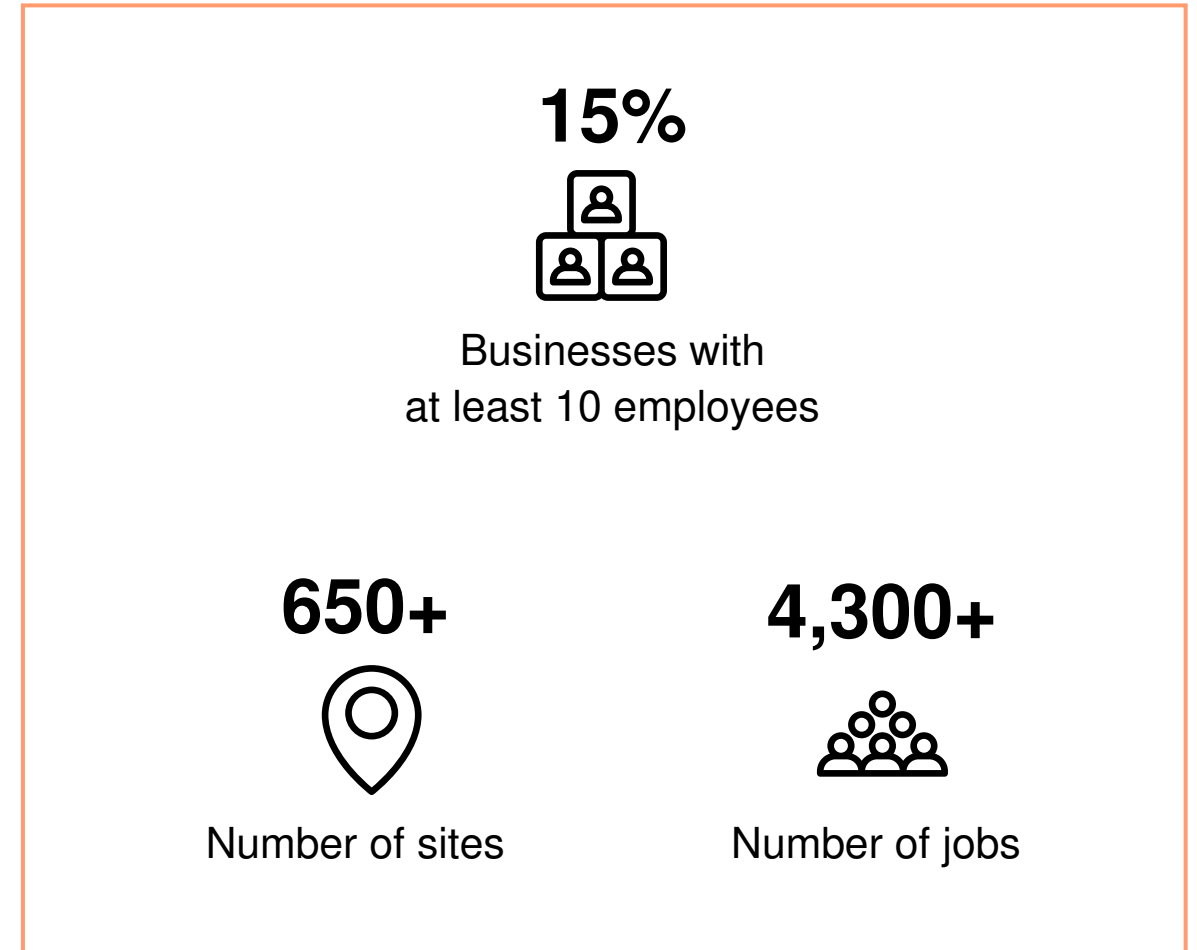 15%
Businesses with
at least 10 employees
650+
4,300+
Number of sites
Number of jobs